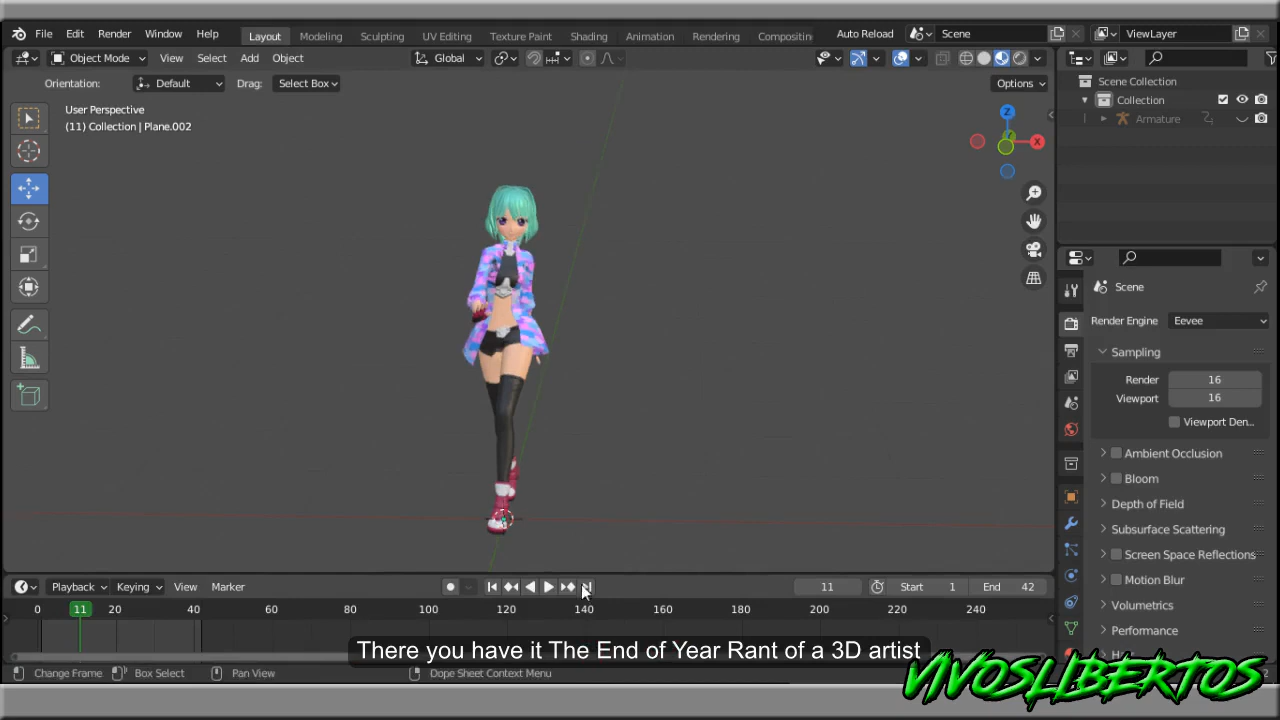 File Edit Render Window Help Layout Modeling Sculpting UV Editing Texture Paint Shading Animation Rendering Compositin Auto Reload Scene ViewLayer
Object Mode View Select Add Object Global
Orientation: Default Drag: Select Box Options
User Perspective
(11) Collection | Plane.002
Z
X
Scene Collection
Collection
Armature
Scene
Render Engine Eevee
Sampling
Render 16
Viewport 16
Viewport Den...
Ambient Occlusion
Bloom
Depth of Field
Subsurface Scattering
Screen Space Reflections
Motion Blur
Volumetrics
Performance
Playback Keying View Marker 11 Start 1 End 42
0 11 20 40 60 80 100 120 140 160 180 200 220 240
There you have it The End of Year Rant of a 3D artist
Change Frame Box Select Pan View Dope Sheet Context Menu
VIVOSLIBERTOS